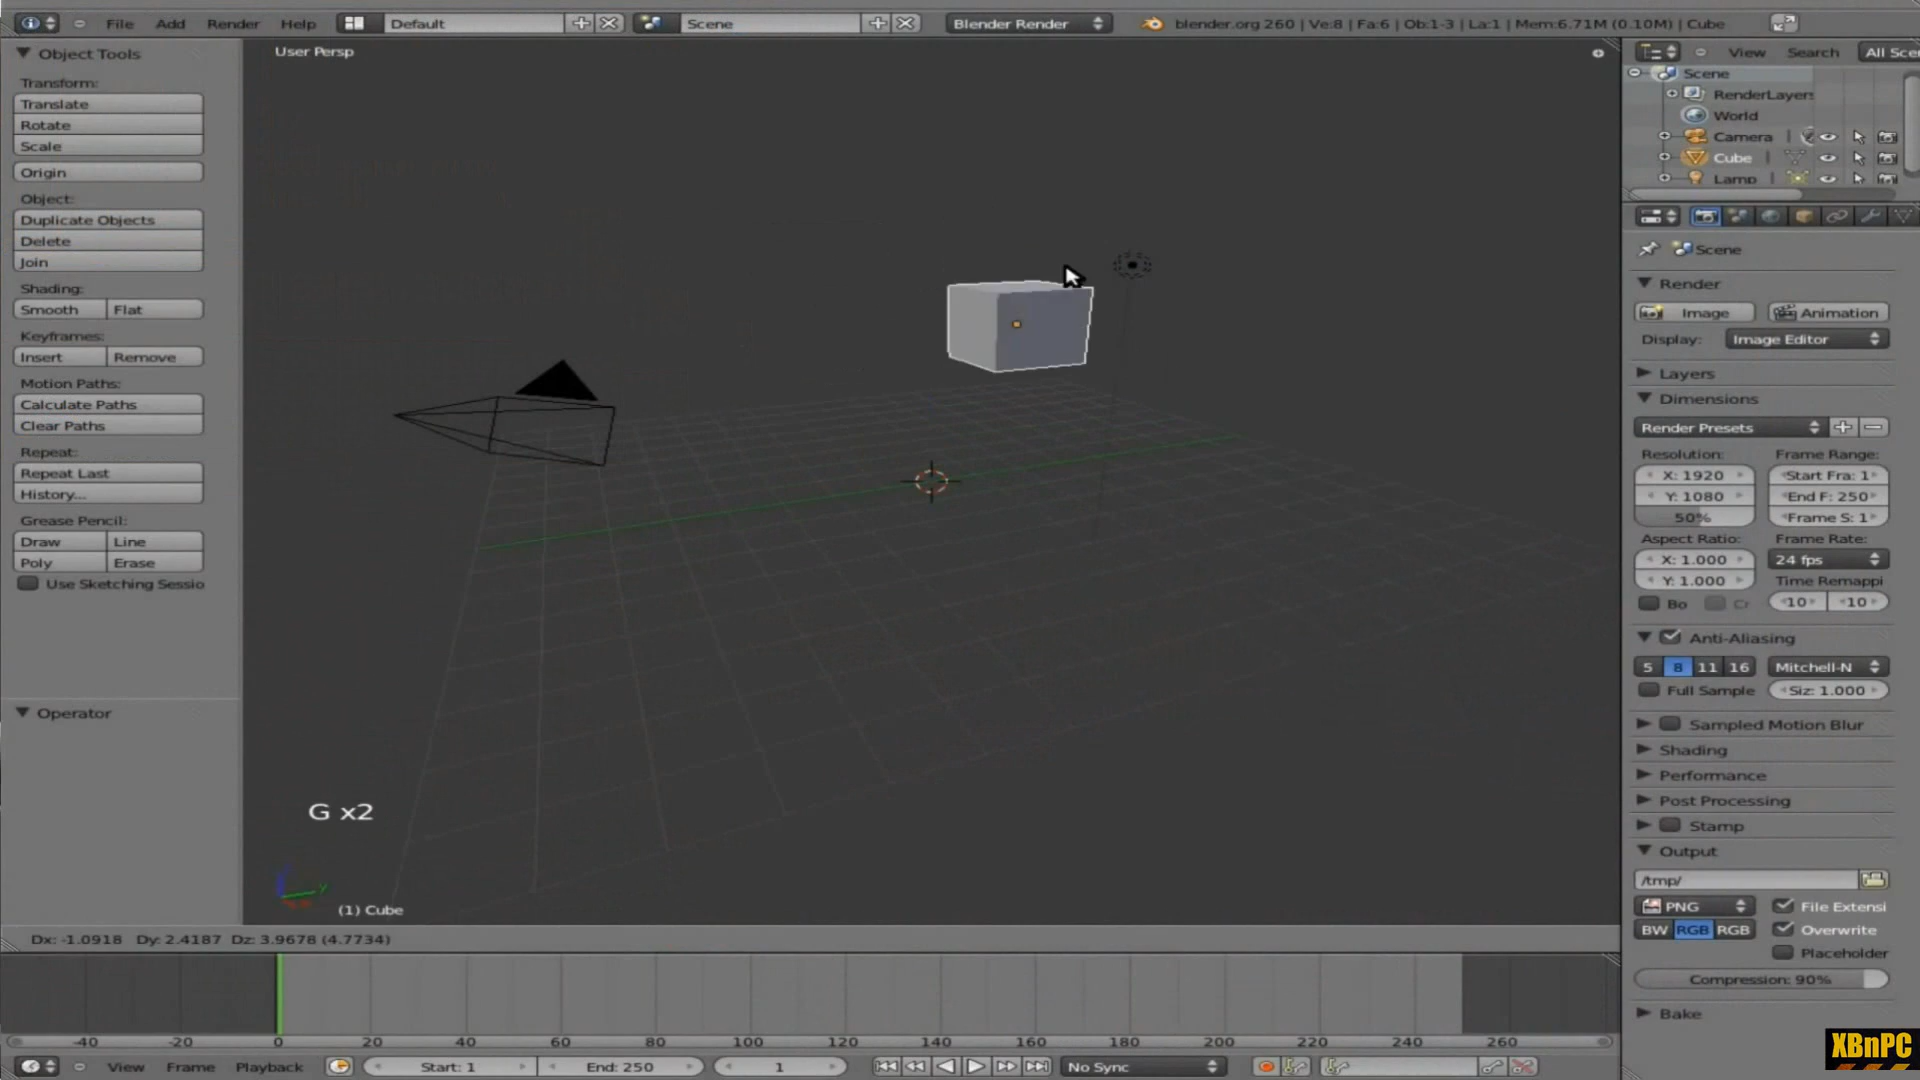 File Add Render Help Default Scene Blender Render blender.org 260 | Ve:8 | Fa:6 | Ob:1-3 | La:1 | Mem:6.71M (0.10M) | Cube
Object Tools
Transform:
Translate
Rotate
Scale
Origin
Object:
Duplicate Objects
Delete
Join
Shading:
Smooth Flat
Keyframes:
Insert Remove
Motion Paths:
Calculate Paths
Clear Paths
Repeat:
Repeat Last
History...
Grease Pencil:
Draw Line
Poly Erase
Use Sketching Sessio
Operator
User Persp
G x2
y
(1) Cube
Dx: -1.0918 Dy: 2.4187 Dz: 3.9678 (4.7734)
View Search All Sce
Scene
RenderLayers
World
Camera
Cube
Lamp
Scene
Render
Image Animation
Display: Image Editor
Layers
Dimensions
Render Presets
Resolution: Frame Range:
X: 1920 Start Fra: 1
Y: 1080 End F: 250
50% Frame S: 1
Aspect Ratio: Frame Rate:
X: 1.000 24 fps
Y: 1.000 Time Remappi
Bo Cr 10 10
Anti-Aliasing
5 8 11 16 Mitchell-N
Full Sample Siz: 1.000
Sampled Motion Blur
Shading
Performance
Post Processing
Stamp
Output
/tmp/
PNG File Extensi
BW RGB RGB Overwrite
Placeholder
Compression: 90%
Bake
-40 -20 0 20 40 60 80 100 120 140 160 180 200 220 240 260
View Frame Playback Start: 1 End: 250 1 No Sync
XBnPC